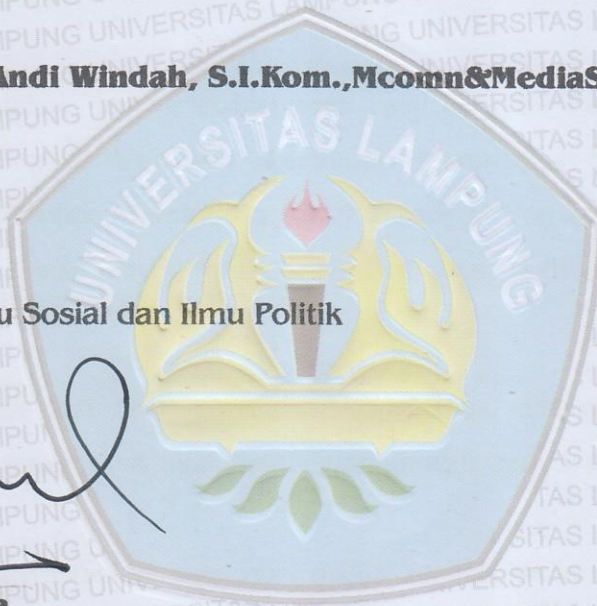 Andi Windah, S.I.Kom.,Mcomn&MediaS
UNIVERSITAS LAMPUNG
u Sosial dan Ilmu Politik